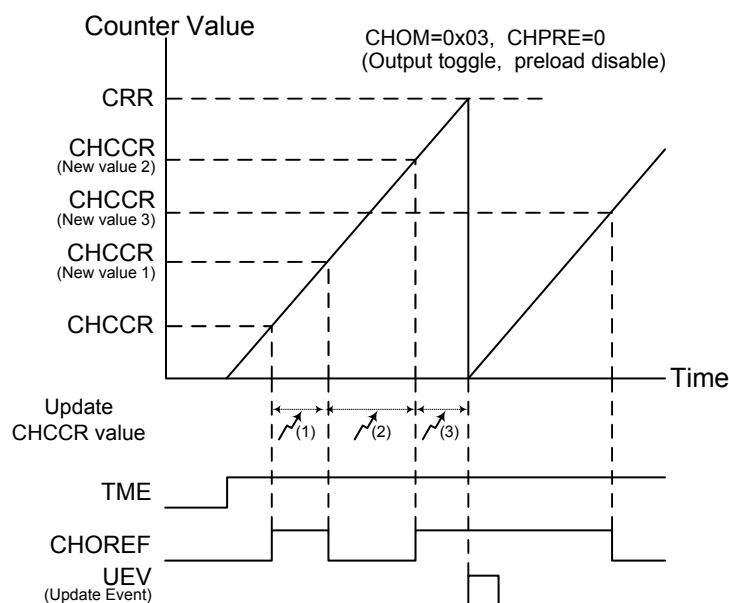 Counter Value
CHOM=0x03, CHPRE=0
(Output toggle, preload disable)
CRR
CHCCR
(New value 2)
CHCCR
(New value 3)
CHCCR
(New value 1)
CHCCR
Time
Update
CHCCR value
(1)
(2)
(3)
TME
CHOREF
UEV
(Update Event)